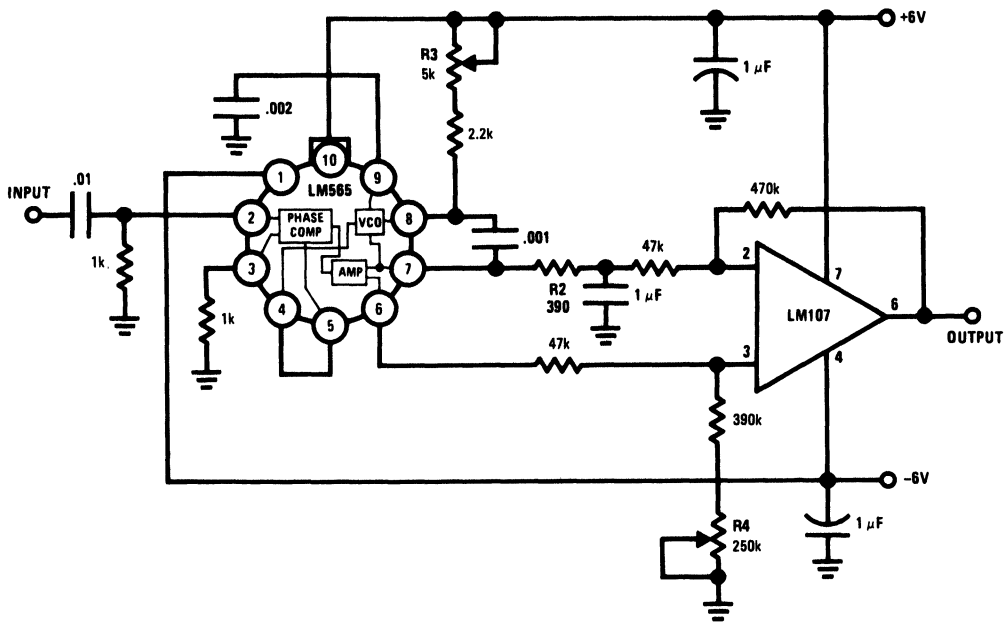 +6V
R3
5k
1 μF
.002
2.2k
10
1
9
LM565
INPUT
.01
470k
2
PHASE
COMP
VCO
8
.001
47k
1k.
3
AMP
7
2
7
R2
390
1 μF
4
5
6
1k
LM107
6
OUTPUT
47k
3
4
390k
–6V
R4
250k
1 μF